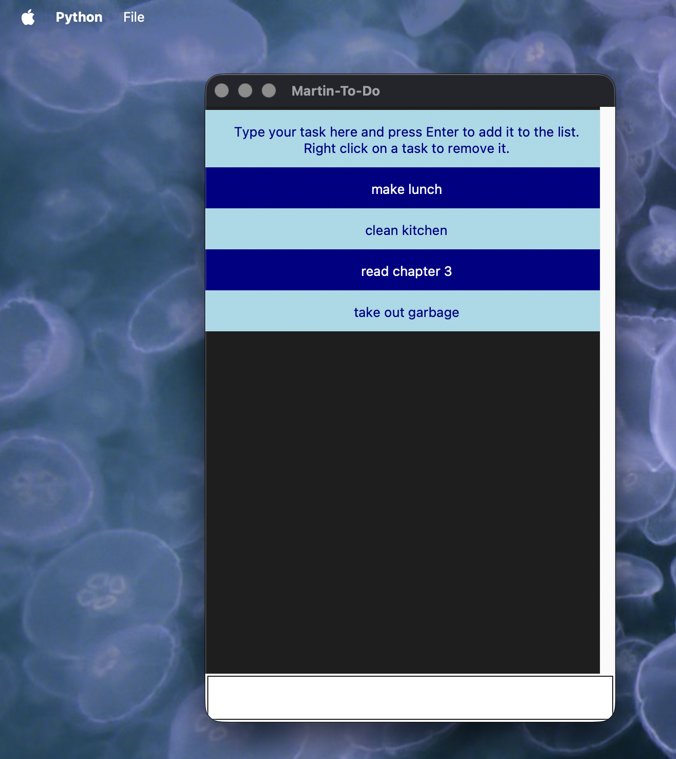 Python File
Martin-To-Do
Type your task here and press Enter to add it to the list.
Right click on a task to remove it.
make lunch
clean kitchen
read chapter 3
take out garbage